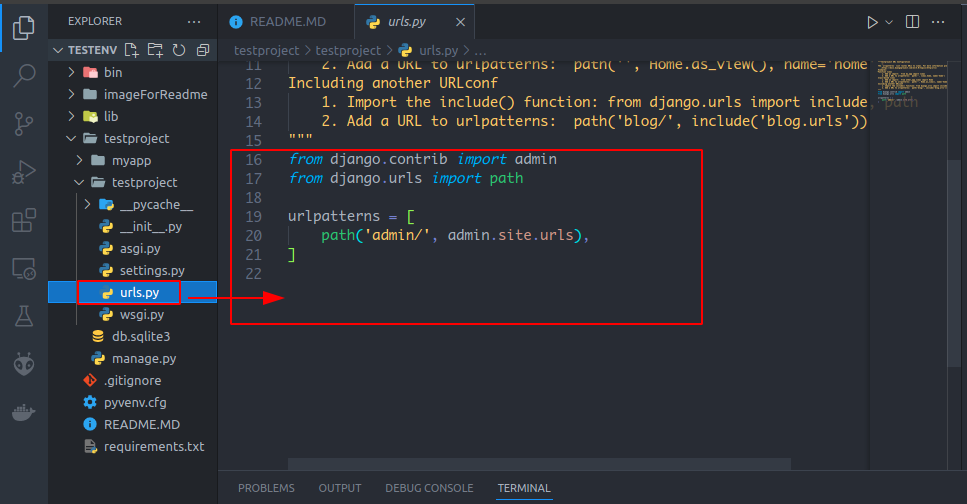 EXPLORER
TESTENV
bin
imageForReadme
lib
testproject
myapp
testproject
__pycache__
__init__.py
asgi.py
settings.py
urls.py
wsgi.py
db.sqlite3
manage.py
.gitignore
pyvenv.cfg
README.MD
requirements.txt
README.MD
urls.py
testproject > testproject > urls.py > ...
11 2. Add a URL to urlpatterns:  path('', Home.as_view(), name='home
12 Including another URLconf
13 1. Import the include() function: from django.urls import include, path
14 2. Add a URL to urlpatterns:  path('blog/', include('blog.urls'))
15 """
16 from django.contrib import admin
17 from django.urls import path
18
19 urlpatterns = [
20 path('admin/', admin.site.urls),
21 ]
22
PROBLEMS OUTPUT DEBUG CONSOLE TERMINAL